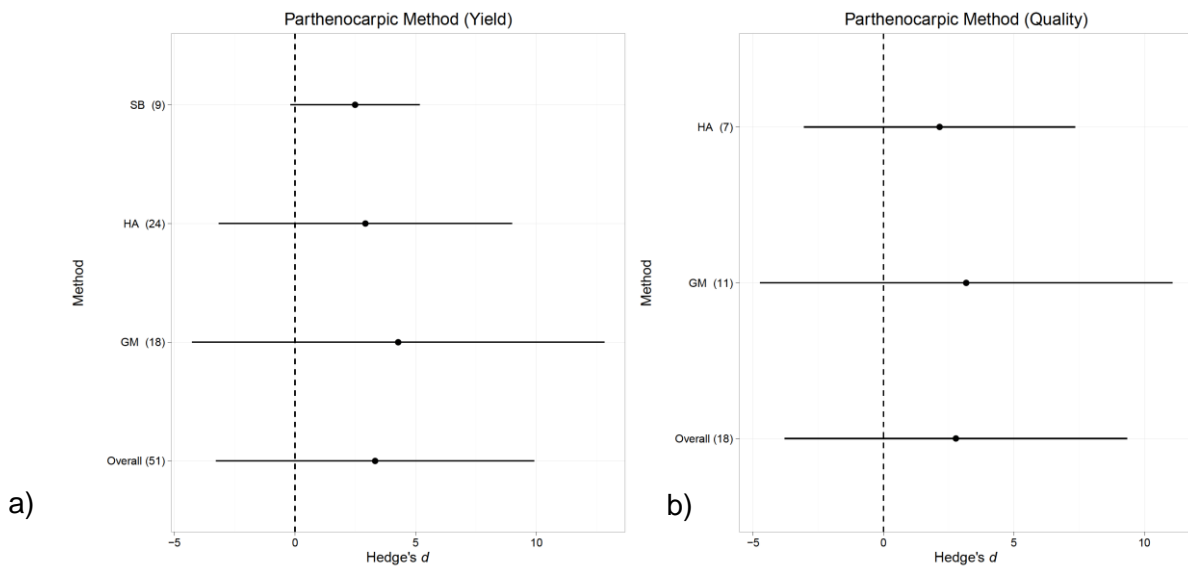 Parthenocarpic Method (Yield)
Method
SB (9)
HA (24)
GM (18)
Overall (51)
-5
0
5
10
Hedge's d
a)
Parthenocarpic Method (Quality)
Method
HA (7)
GM (11)
Overall (18)
-5
0
5
10
Hedge's d
b)